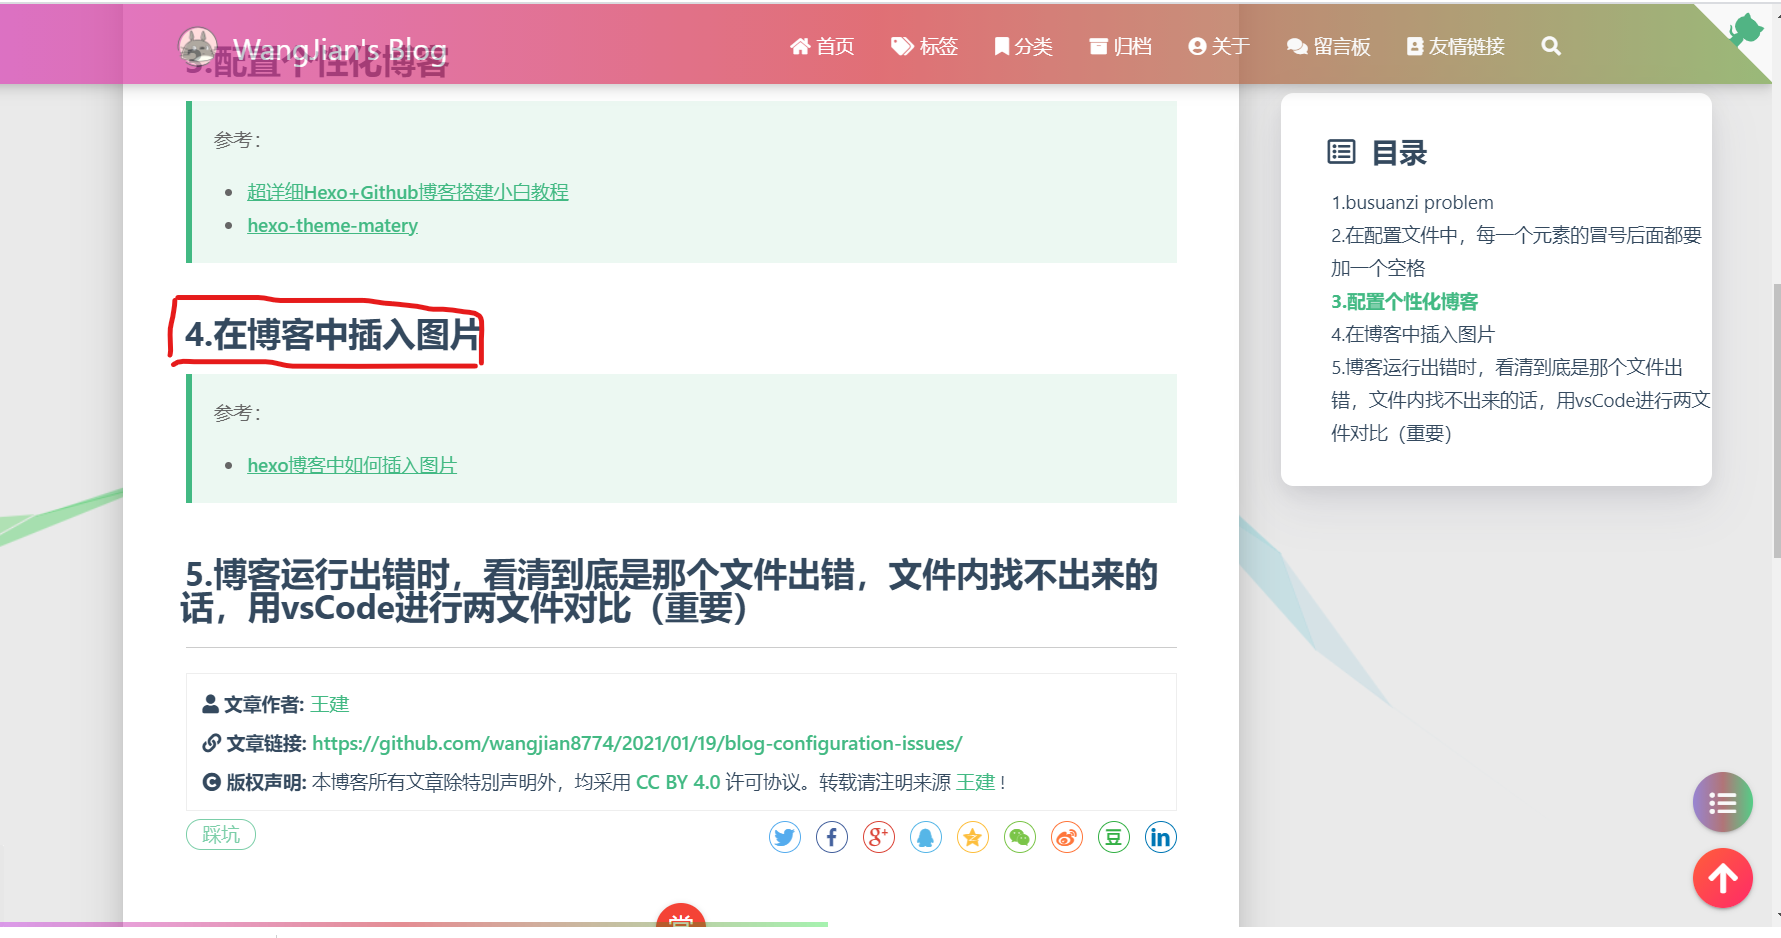 WangJian's Blog
首页
标签
分类
归档
关于
留言板
友情链接
3.配置个性化博客
参考：
超详细Hexo+Github博客搭建小白教程
hexo-theme-matery
4.在博客中插入图片
参考：
hexo博客中如何插入图片
5.博客运行出错时，看清到底是那个文件出错，文件内找不出来的
话，用vsCode进行两文件对比（重要）
文章作者: 王建
文章链接: https://github.com/wangjian8774/2021/01/19/blog-configuration-issues/
版权声明: 本博客所有文章除特別声明外，均采用 CC BY 4.0 许可协议。转载请注明来源 王建 !
踩坑
赏
目录
1.busuanzi problem
2.在配置文件中，每一个元素的冒号后面都要
加一个空格
3.配置个性化博客
4.在博客中插入图片
5.博客运行出错时，看清到底是那个文件出
错，文件内找不出来的话，用vsCode进行两文
件对比（重要）